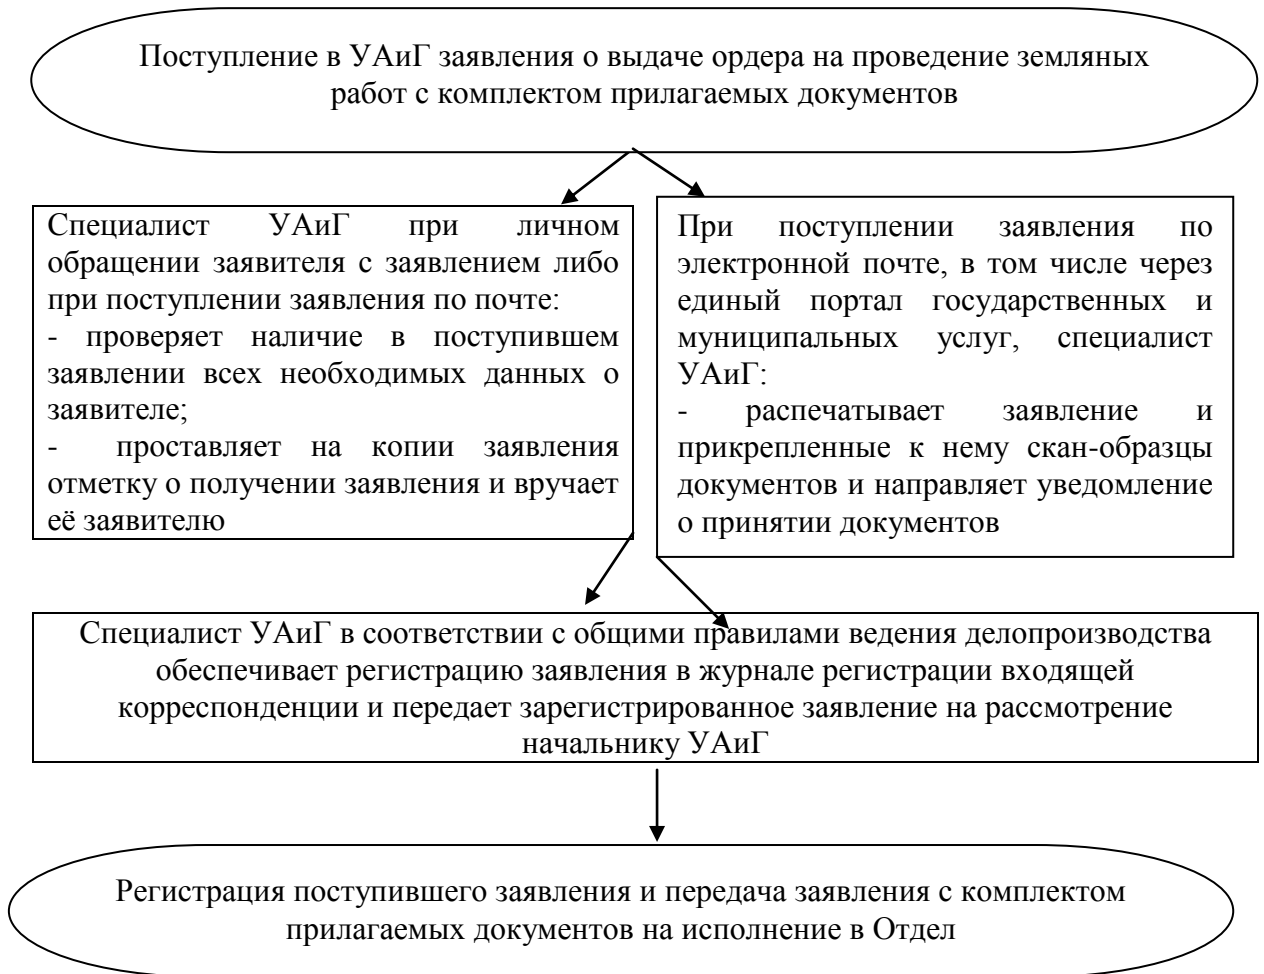 Поступление в УАиГ заявления о выдаче ордера на проведение земляных
работ с комплектом прилагаемых документов
Специалист УАиГ при личном
обращении заявителя с заявлением либо
при поступлении заявления по почте:
- проверяет наличие в поступившем
заявлении всех необходимых данных о
заявителе;
- проставляет на копии заявления
отметку о получении заявления и вручает
её заявителю
При поступлении заявления по
электронной почте, в том числе через
единый портал государственных и
муниципальных услуг, специалист
УАиГ:
- распечатывает заявление и
прикрепленные к нему скан-образцы
документов и направляет уведомление
о принятии документов
Специалист УАиГ в соответствии с общими правилами ведения делопроизводства
обеспечивает регистрацию заявления в журнале регистрации входящей
корреспонденции и передает зарегистрированное заявление на рассмотрение
начальнику УАиГ
Регистрация поступившего заявления и передача заявления с комплектом
прилагаемых документов на исполнение в Отдел